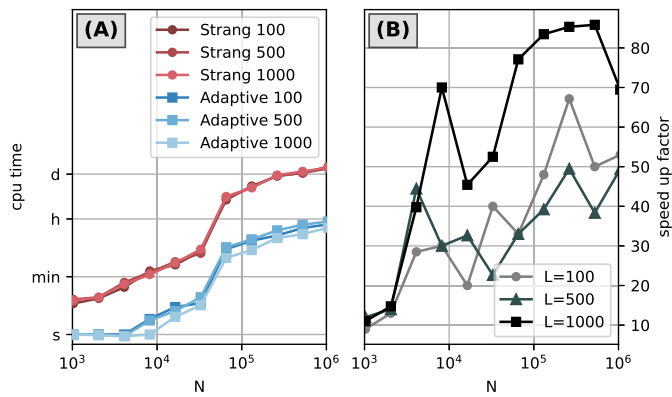 (A)
Strang 100
Strang 500
Strang 1000
Adaptive 100
Adaptive 500
Adaptive 1000
cpu time
d
h
min
s
10³
10⁴
10⁵
10⁶
N
(B)
L=100
L=500
L=1000
80
70
60
50
40
30
20
10
speed up factor
10³
10⁴
10⁵
10⁶
N